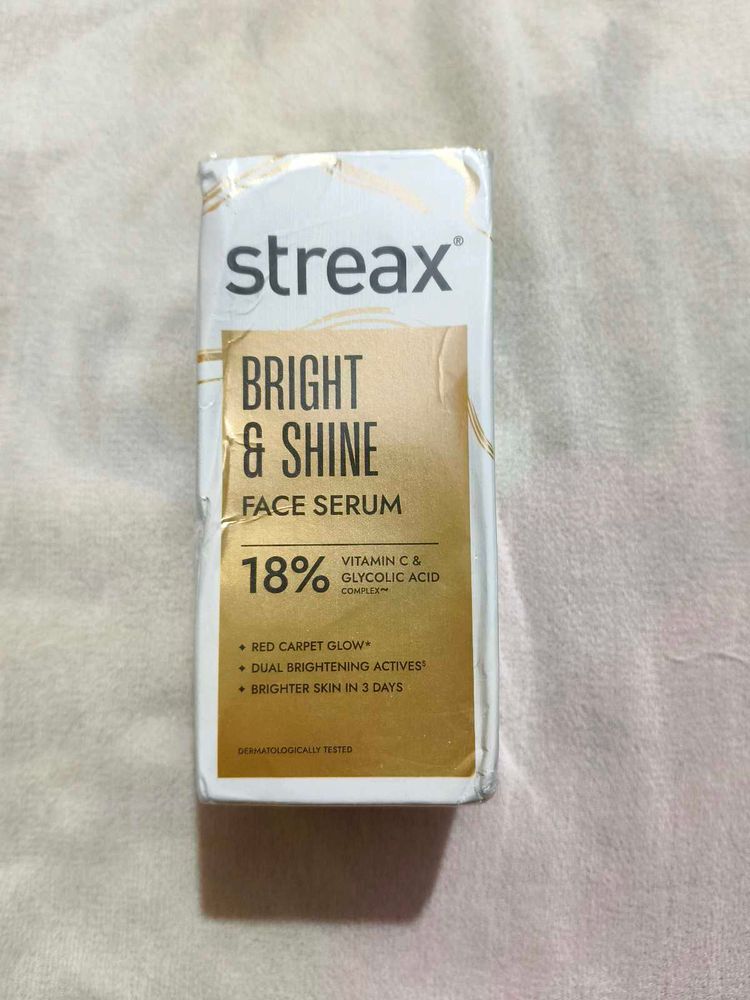 streax®
BRIGHT
& SHINE
FACE SERUM
18% VITAMIN C &
GLYCOLIC ACID
COMPLEX~
✦ RED CARPET GLOW*
✦ DUAL BRIGHTENING ACTIVES$
✦ BRIGHTER SKIN IN 3 DAYS
DERMATOLOGICALLY TESTED